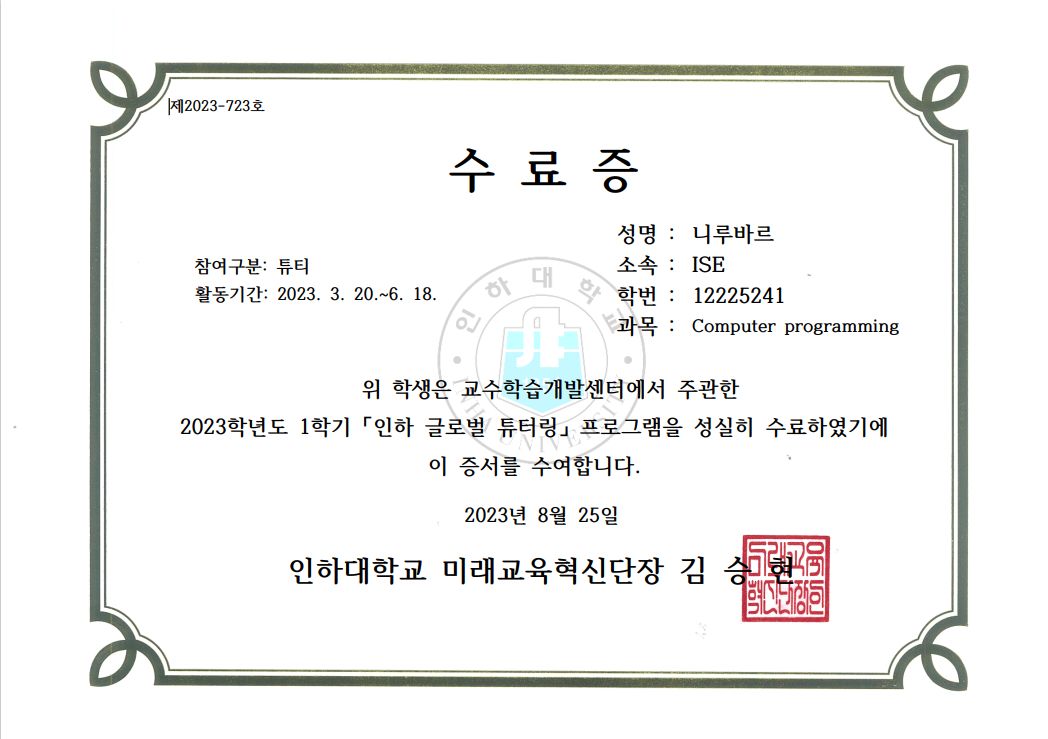 제2023-723호
수 료 증
성명 : 니루바르
참여구분: 튜티
소속 : ISE
활동기간: 2023. 3. 20.~6. 18.
학번 : 12225241
과목 : Computer programming
인하대학교
INHA UNIVERSITY
위 학생은 교수학습개발센터에서 주관한
2023학년도 1학기 「인하 글로벌 튜터링」 프로그램을 성실히 수료하였기에
이 증서를 수여합니다.
2023년 8월 25일
인하대학교 미래교육혁신단장 김 승 현